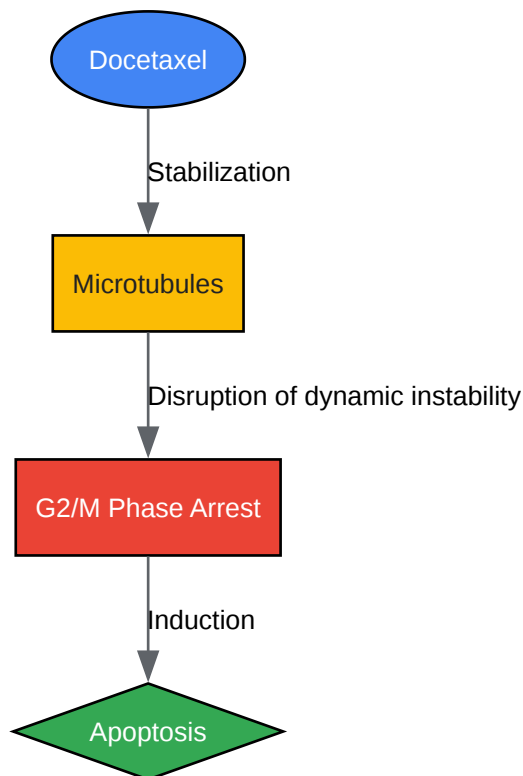 Docetaxel
Stabilization
Microtubules
Disruption of dynamic instability
G2/M Phase Arrest
Induction
Apoptosis